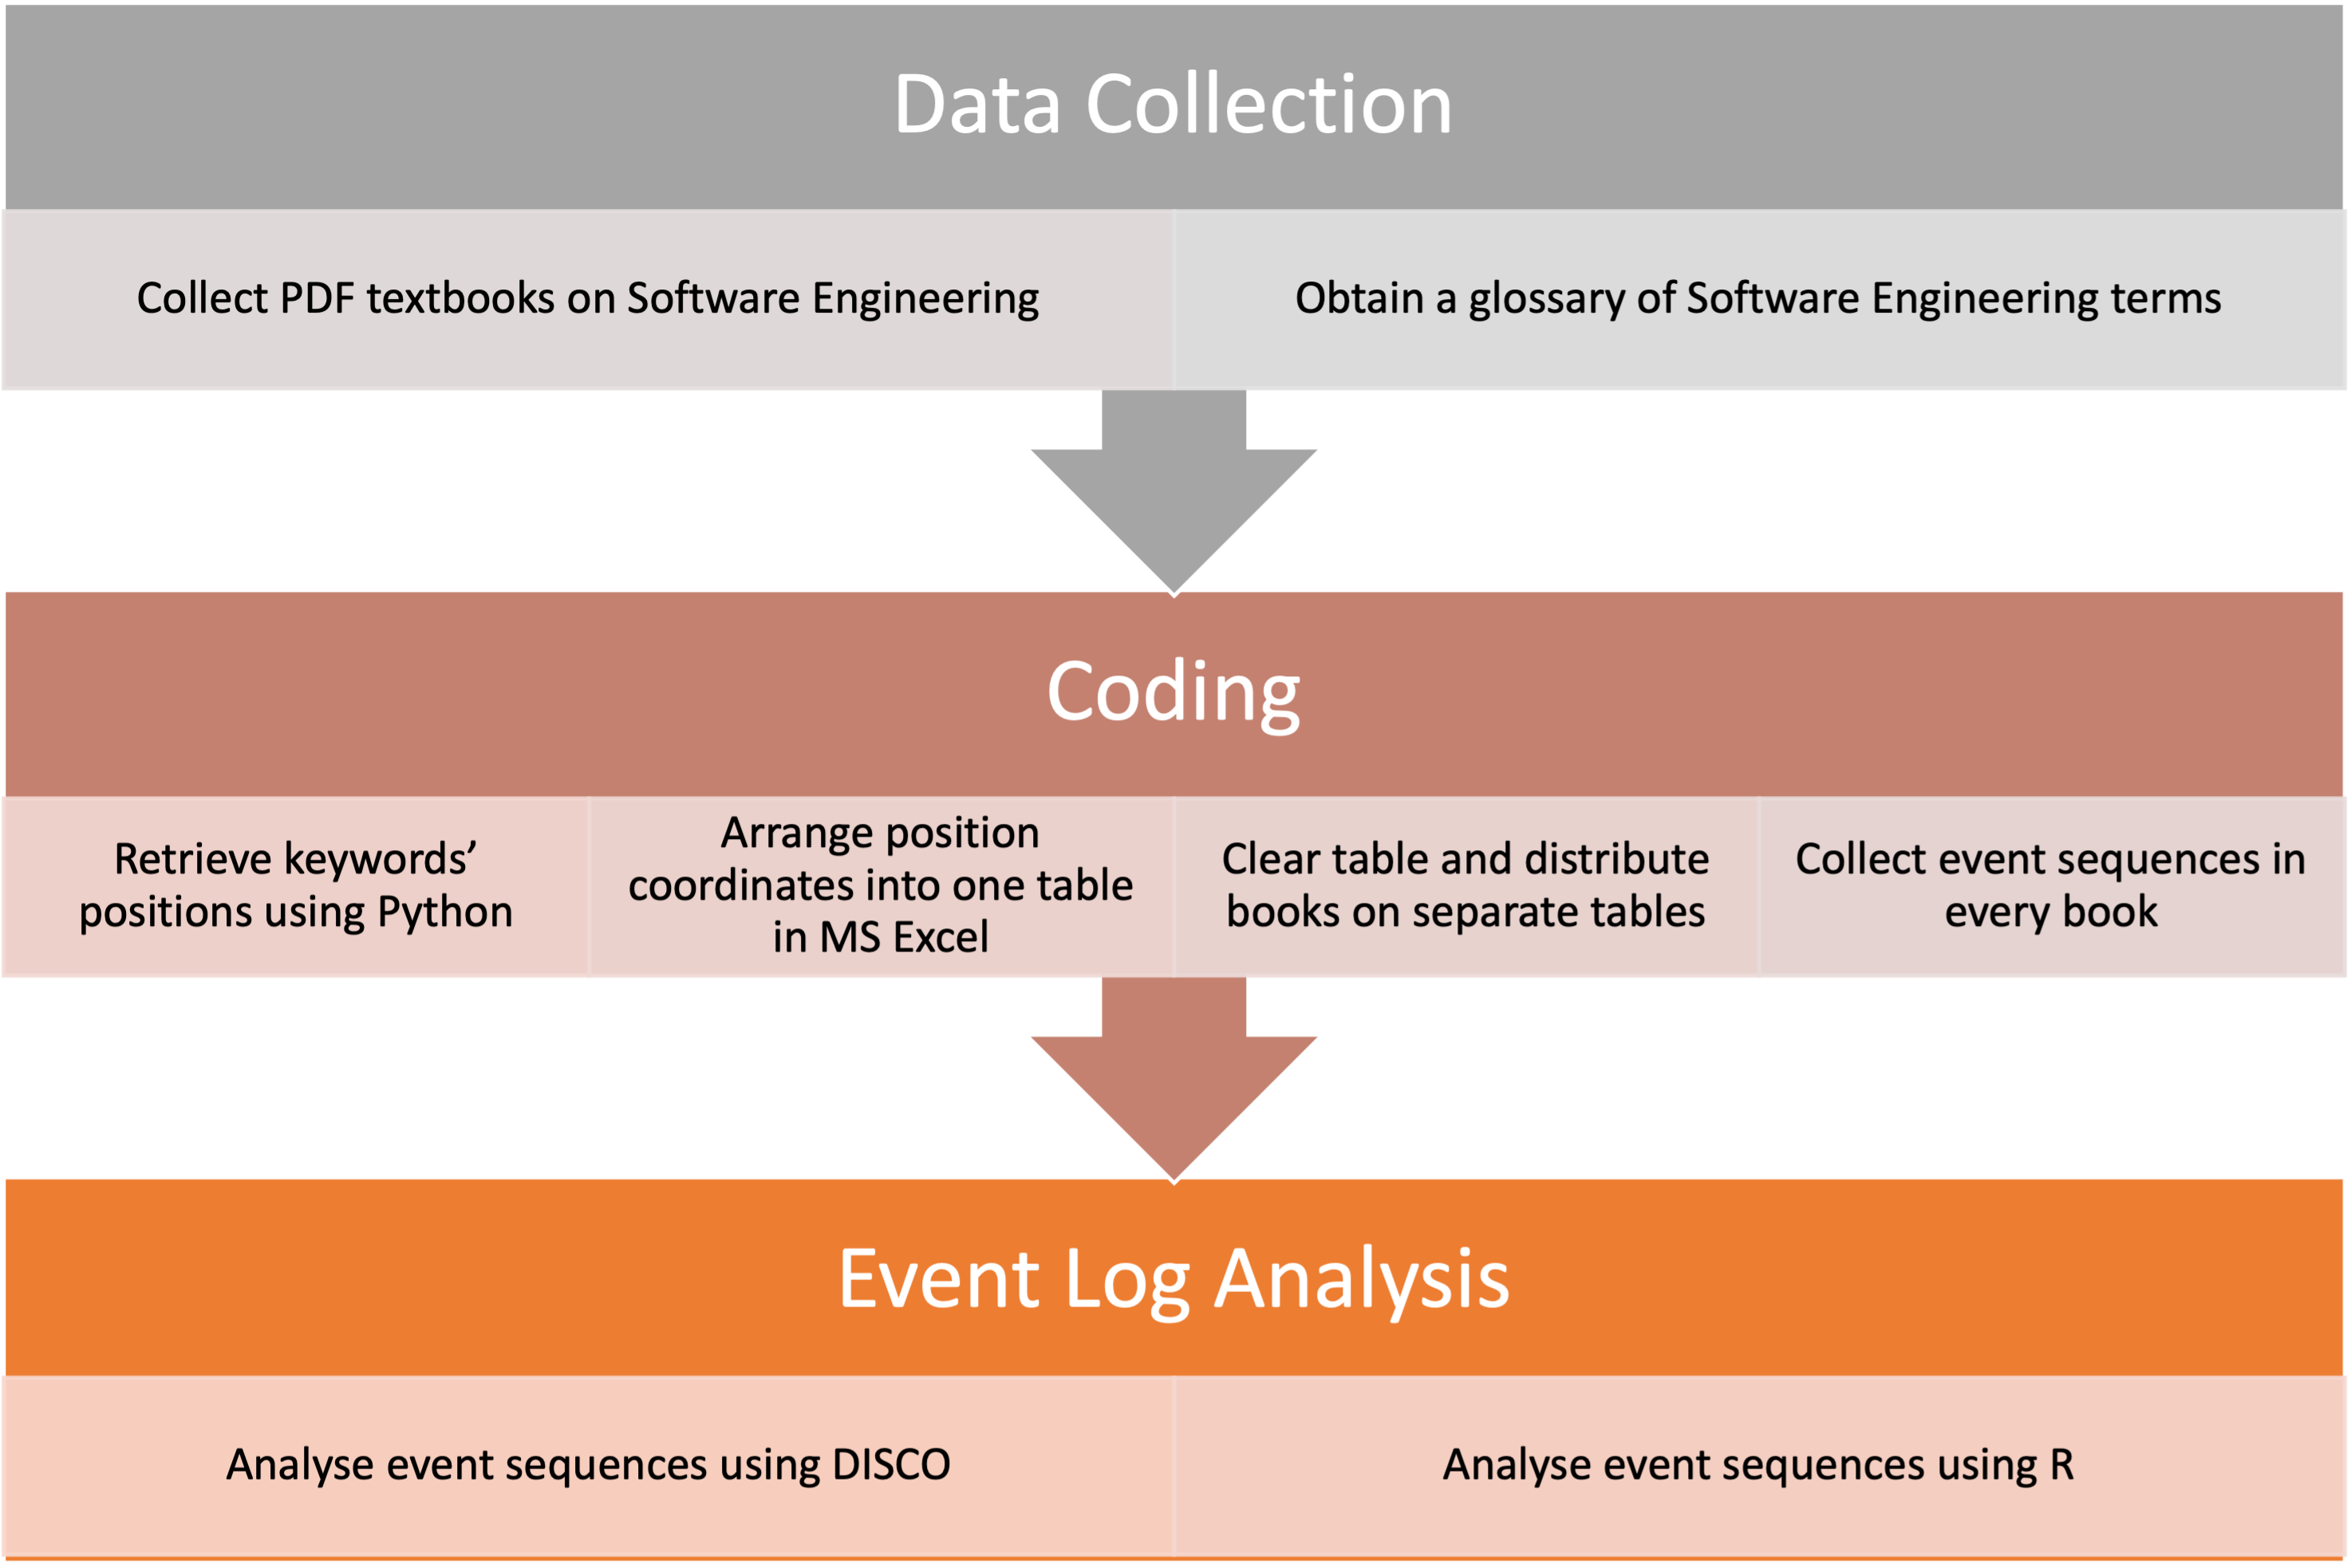 Data Collection
Collect PDF textbooks on Software Engineering
Obtain a glossary of Software Engineering terms
Coding
Retrieve keywords’
positions using Python
Arrange position
coordinates into one table
in MS Excel
Clear table and distribute
books on separate tables
Collect event sequences in
every book
Event Log Analysis
Analyse event sequences using DISCO
Analyse event sequences using R